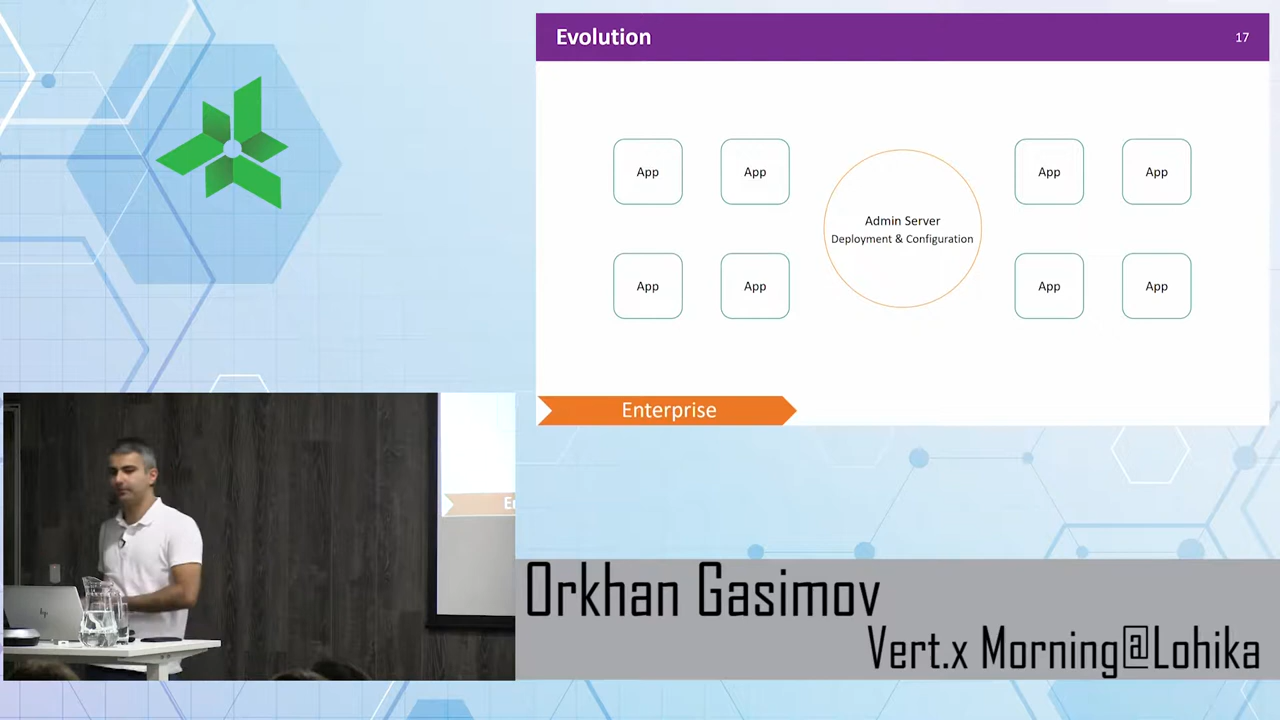 Evolution
17
App
App
App
App
Admin Server
Deployment & Configuration
App
App
App
App
Enterprise
hp
Orkhan Gasimov
Vert.x Morning@Lohika